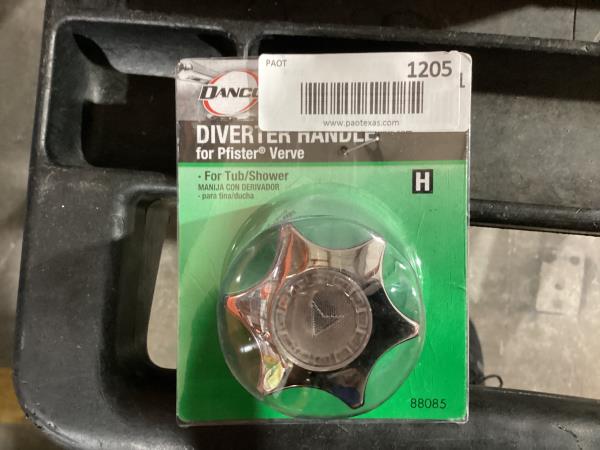 PAOT
1205
www.paotexas.com
DANCO
DIVERTER HANDLE
for Pfister® Verve
• For Tub/Shower
MANIJA CON DERIVADOR
- para tina/ducha
H
88085